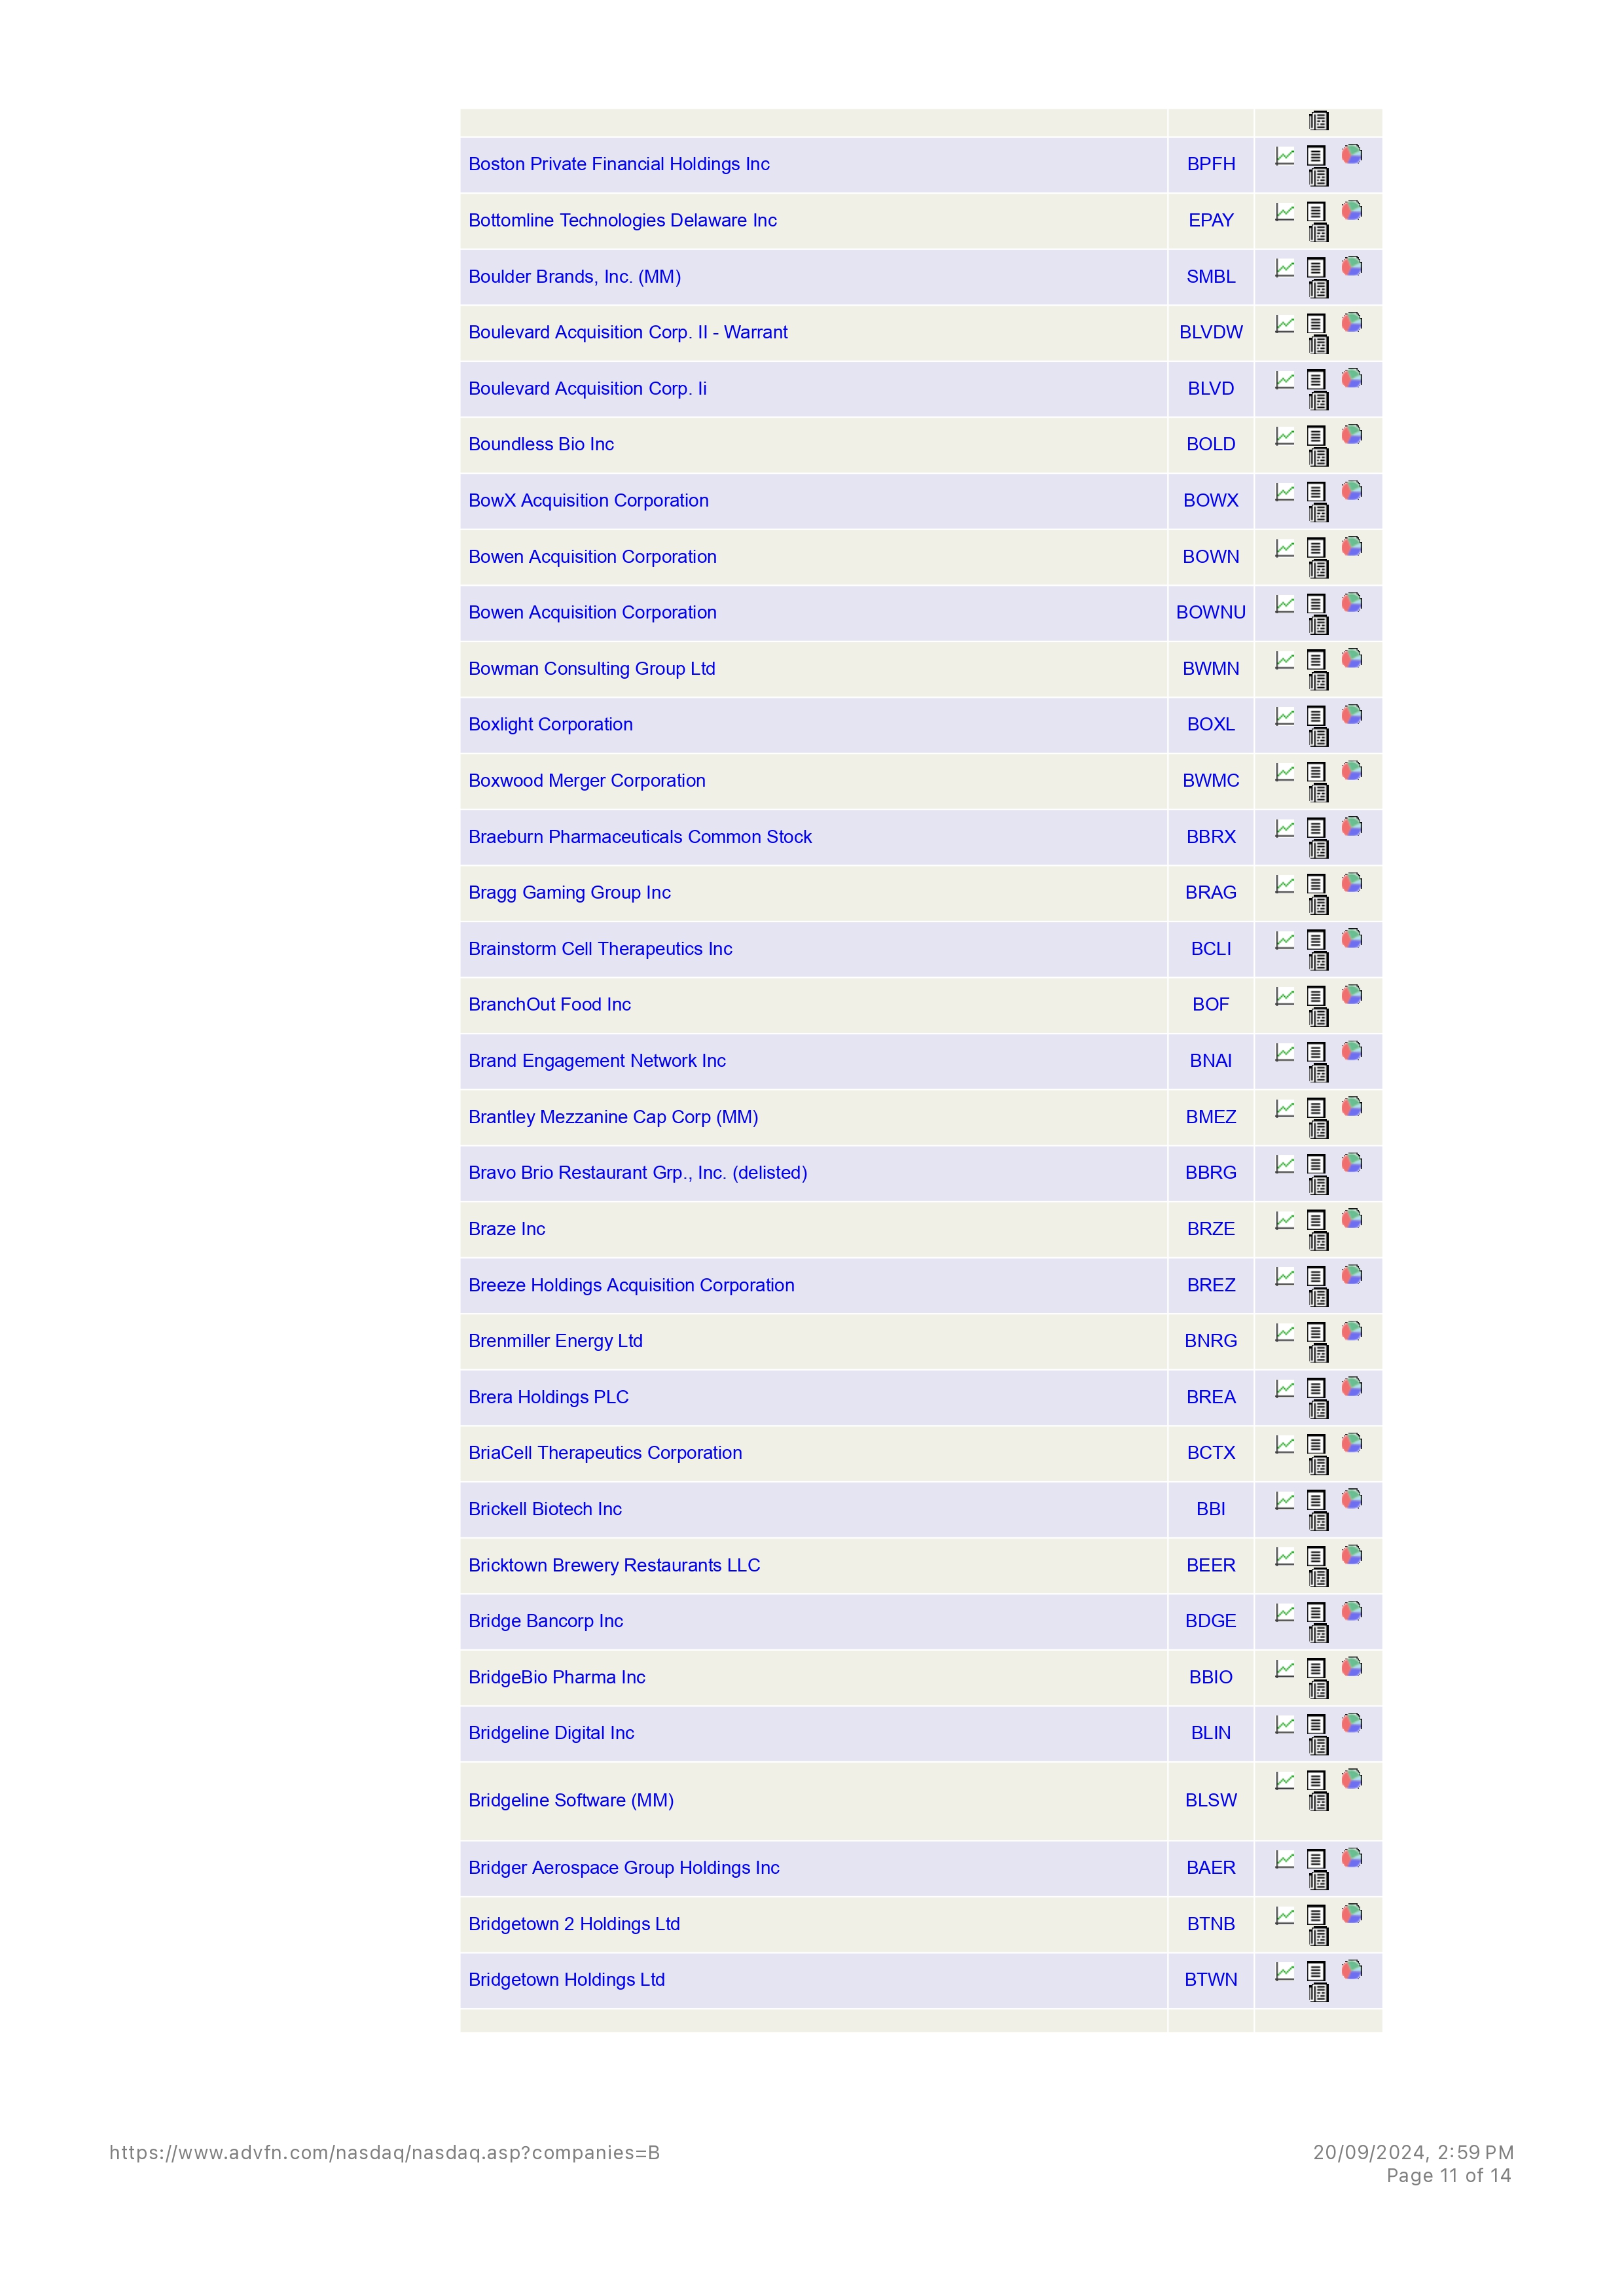 Boston Private Financial Holdings Inc BPFH
Bottomline Technologies Delaware Inc EPAY
Boulder Brands, Inc. (MM) SMBL
Boulevard Acquisition Corp. II - Warrant BLVDW
Boulevard Acquisition Corp. Ii BLVD
Boundless Bio Inc BOLD
BowX Acquisition Corporation BOWX
Bowen Acquisition Corporation BOWN
Bowen Acquisition Corporation BOWNU
Bowman Consulting Group Ltd BWMN
Boxlight Corporation BOXL
Boxwood Merger Corporation BWMC
Braeburn Pharmaceuticals Common Stock BBRX
Bragg Gaming Group Inc BRAG
Brainstorm Cell Therapeutics Inc BCLI
BranchOut Food Inc BOF
Brand Engagement Network Inc BNAI
Brantley Mezzanine Cap Corp (MM) BMEZ
Bravo Brio Restaurant Grp., Inc. (delisted) BBRG
Braze Inc BRZE
Breeze Holdings Acquisition Corporation BREZ
Brenmiller Energy Ltd BNRG
Brera Holdings PLC BREA
BriaCell Therapeutics Corporation BCTX
Brickell Biotech Inc BBI
Bricktown Brewery Restaurants LLC BEER
Bridge Bancorp Inc BDGE
BridgeBio Pharma Inc BBIO
Bridgeline Digital Inc BLIN
Bridgeline Software (MM) BLSW
Bridger Aerospace Group Holdings Inc BAER
Bridgetown 2 Holdings Ltd BTNB
Bridgetown Holdings Ltd BTWN
https://www.advfn.com/nasdaq/nasdaq.asp?companies=B 20/09/2024, 2:59 PM
Page 11 of 14